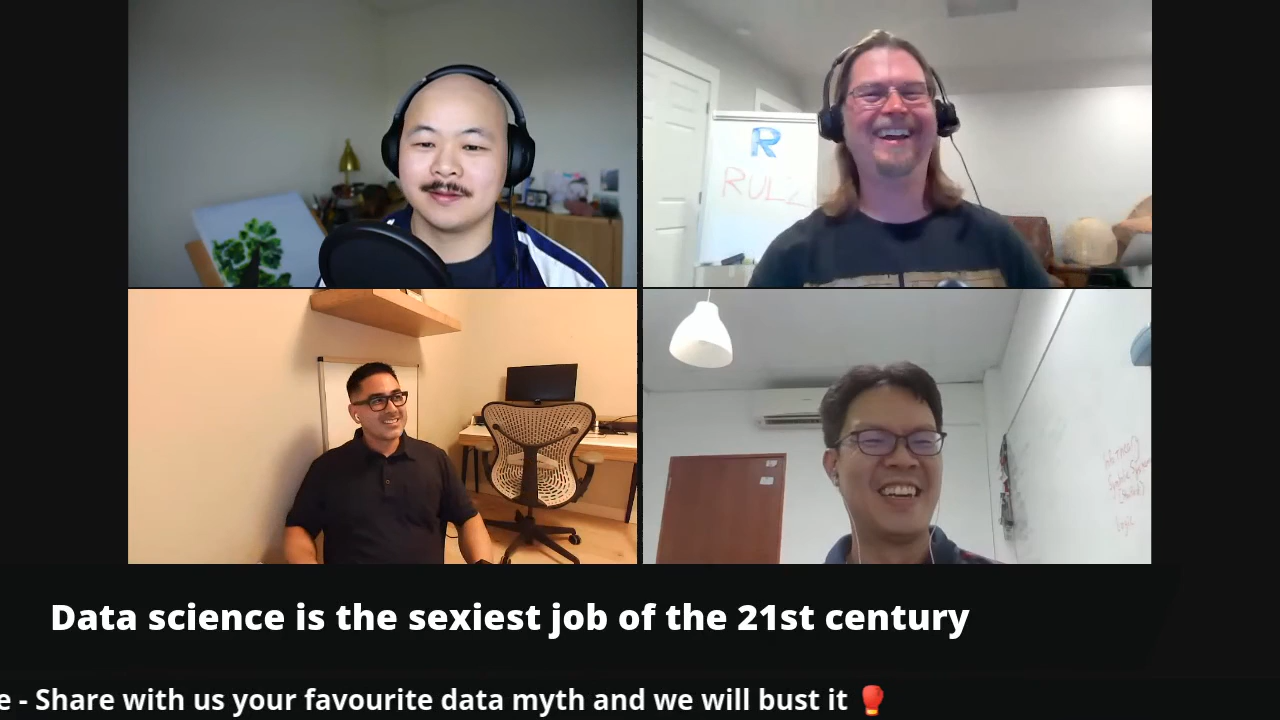 R
RULZ
Data science is the sexiest job of the 21st century
e - Share with us your favourite data myth and we will bust it 🥊